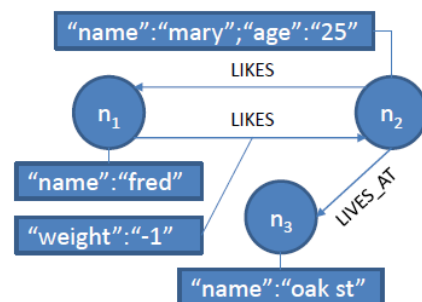 “name”:“mary”;“age”:“25”
LIKES
n₁
LIKES
n₂
“name”:“fred”
LIVES_AT
“weight”:“-1”
n₃
“name”:“oak st”